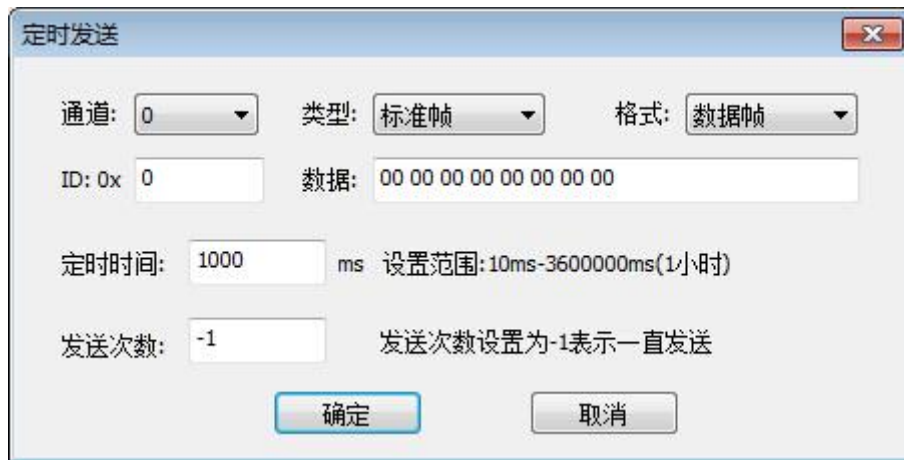 定时发送
通道: 0 类型: 标准帧 格式: 数据帧
ID: 0x 0 数据: 00 00 00 00 00 00 00 00
定时时间: 1000 ms 设置范围:10ms-3600000ms(1小时)
发送次数: -1 发送次数设置为-1表示一直发送
确定 取消